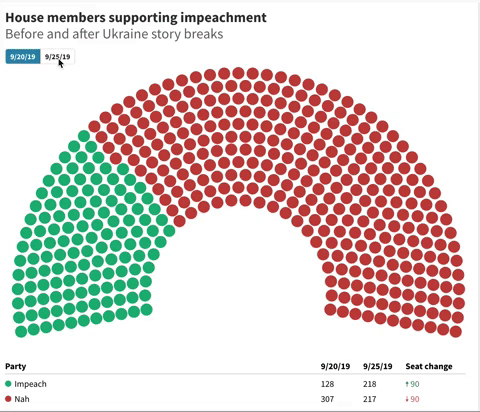 House members supporting impeachment
Before and after Ukraine story breaks
9/20/19 9/25/19
Party 9/20/19 9/25/19 Seat change
Impeach 128 218 ↑90
Nah 307 217 ↓90